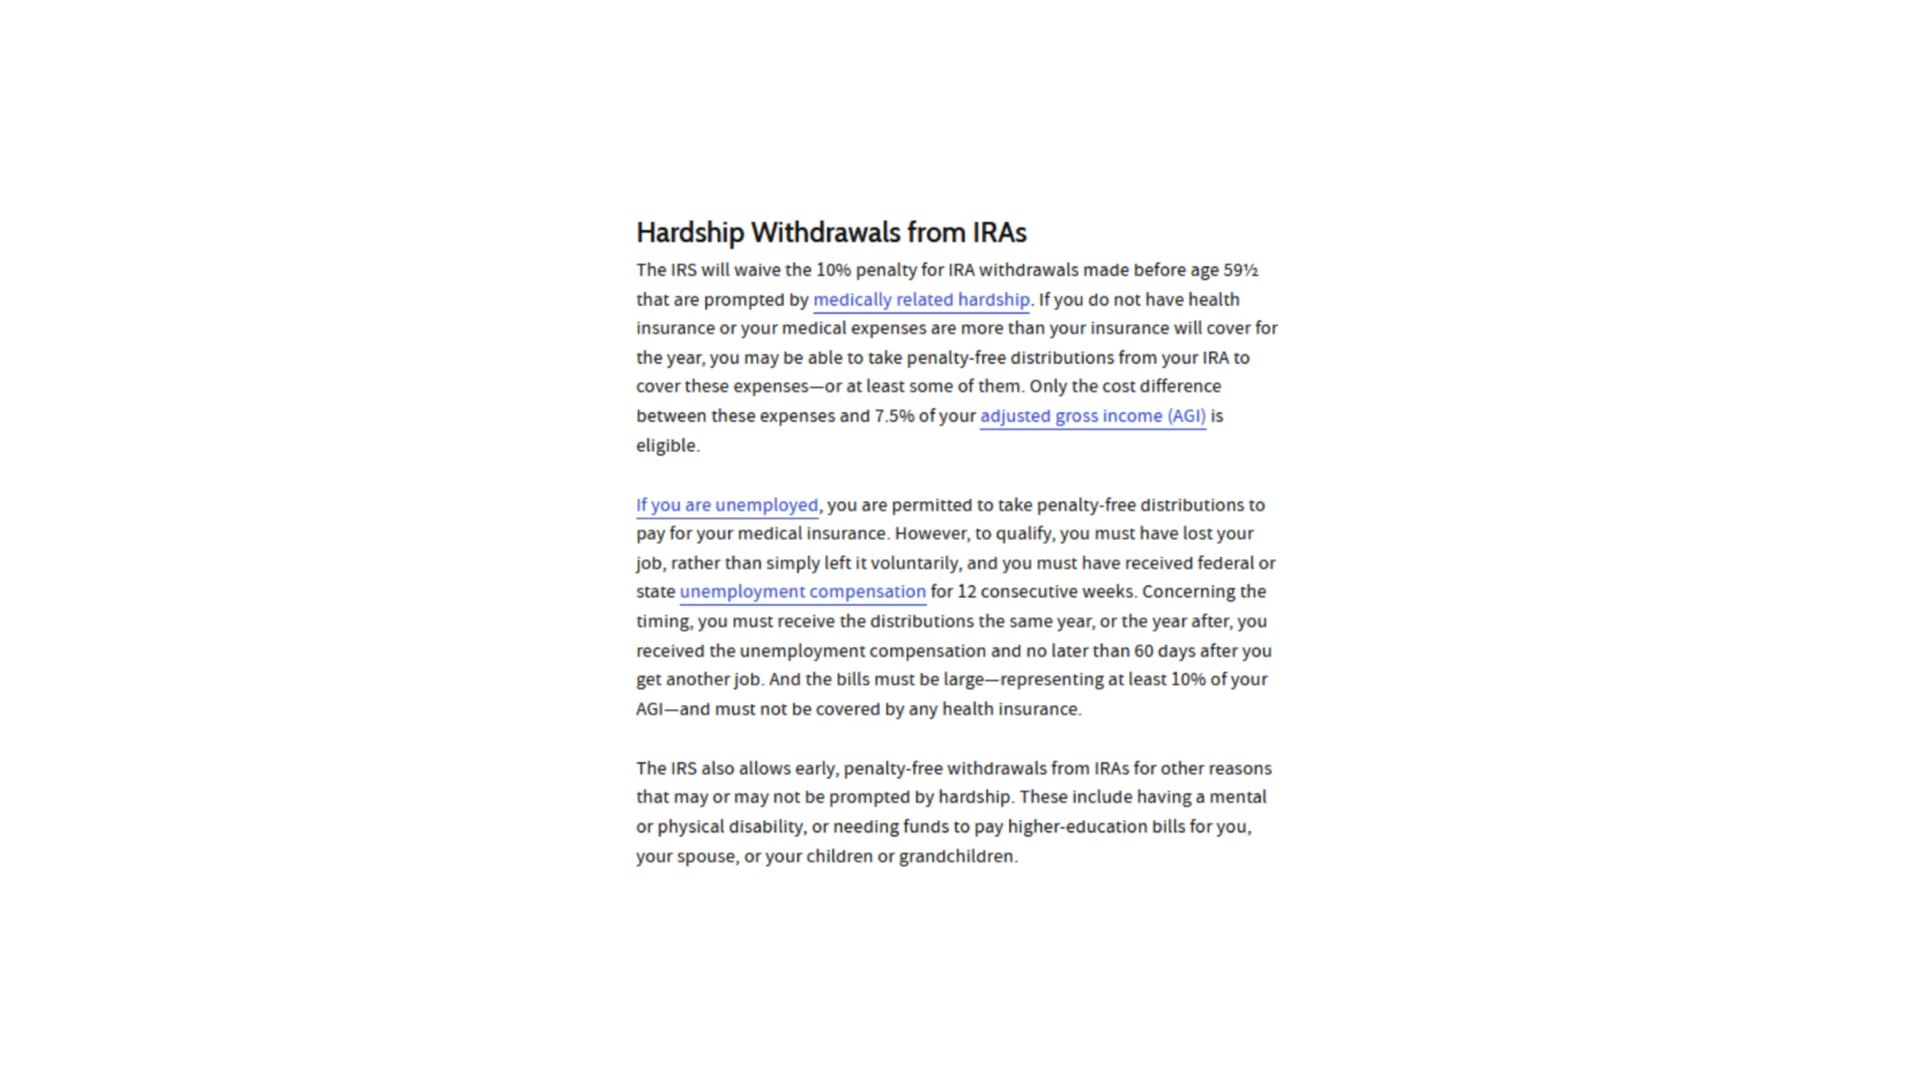 Hardship Withdrawals from IRAs
The IRS will waive the 10% penalty for IRA withdrawals made before age 59½
that are prompted by medically related hardship. If you do not have health
insurance or your medical expenses are more than your insurance will cover for
the year, you may be able to take penalty-free distributions from your IRA to
cover these expenses—or at least some of them. Only the cost difference
between these expenses and 7.5% of your adjusted gross income (AGI) is
eligible.
If you are unemployed, you are permitted to take penalty-free distributions to
pay for your medical insurance. However, to qualify, you must have lost your
job, rather than simply left it voluntarily, and you must have received federal or
state unemployment compensation for 12 consecutive weeks. Concerning the
timing, you must receive the distributions the same year, or the year after, you
received the unemployment compensation and no later than 60 days after you
get another job. And the bills must be large—representing at least 10% of your
AGI—and must not be covered by any health insurance.
The IRS also allows early, penalty-free withdrawals from IRAs for other reasons
that may or may not be prompted by hardship. These include having a mental
or physical disability, or needing funds to pay higher-education bills for you,
your spouse, or your children or grandchildren.